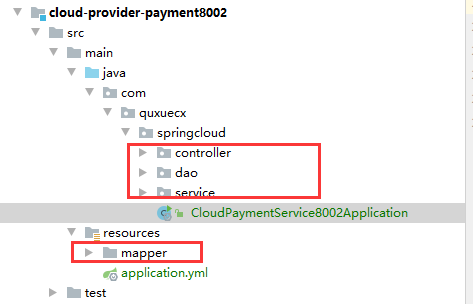 cloud-provider-payment8002
src
main
java
com
quxuecx
springcloud
controller
dao
service
CloudPaymentService8002Application
resources
mapper
application.yml
test